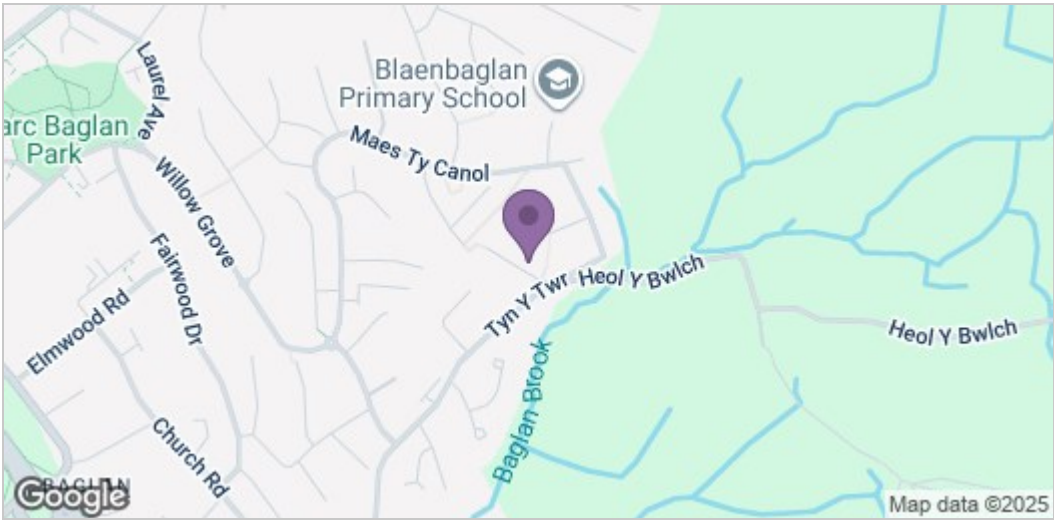 Laurel Ave
Blaenbaglan
Primary School
arc Baglan
Park
Maes Ty Canol
Willow Grove
Fairwood Dr
Elmwood Rd
Tyn Y Twr
Heol Y Bwlch
Heol Y Bwlch
Baglan Brook
Church Rd
BAGLAN
Google
Map data ©2025